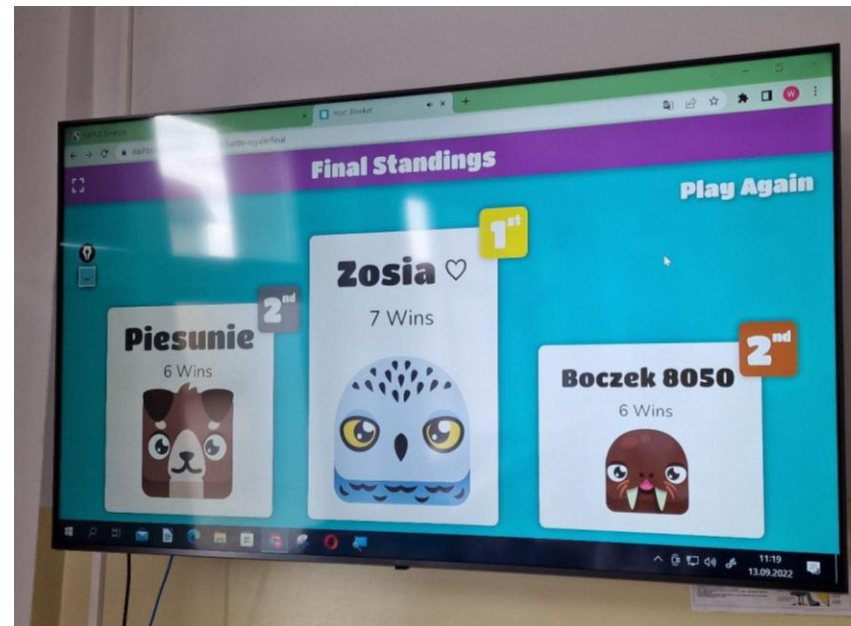 Final Standings
Play Again
1st
Zosia ♡
7 Wins
2nd
Piesunie
6 Wins
2nd
Boczek 8050
6 Wins
W
11:19
13.09.2022